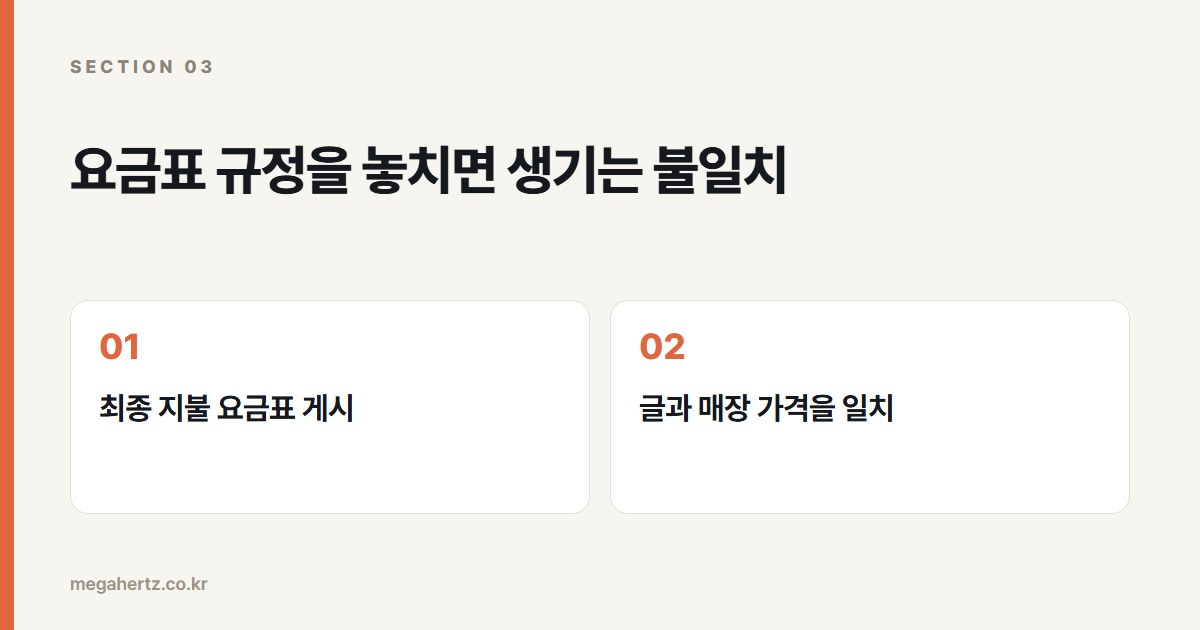 SECTION 03
요금표 규정을 놓치면 생기는 불일치
01
최종 지불 요금표 게시
02
글과 매장 가격을 일치
megahertz.co.kr